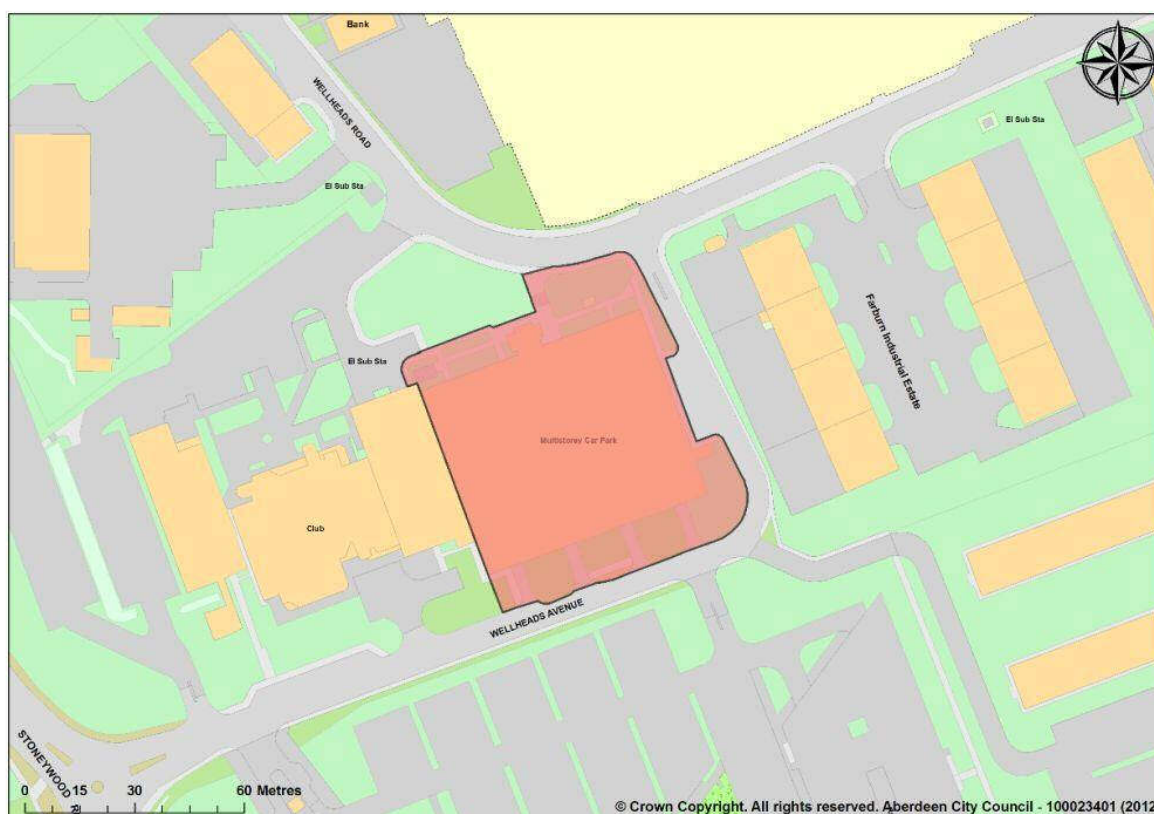 Bank
WELLHEADS ROAD
El Sub Sta
El Sub Sta
Farburn Industrial Estate
El Sub Sta
Multistorey Car Park
Club
WELLHEADS AVENUE
STONEYWOOD R
0 15 30 60 Metres
© Crown Copyright. All rights reserved. Aberdeen City Council - 100023401 (2012